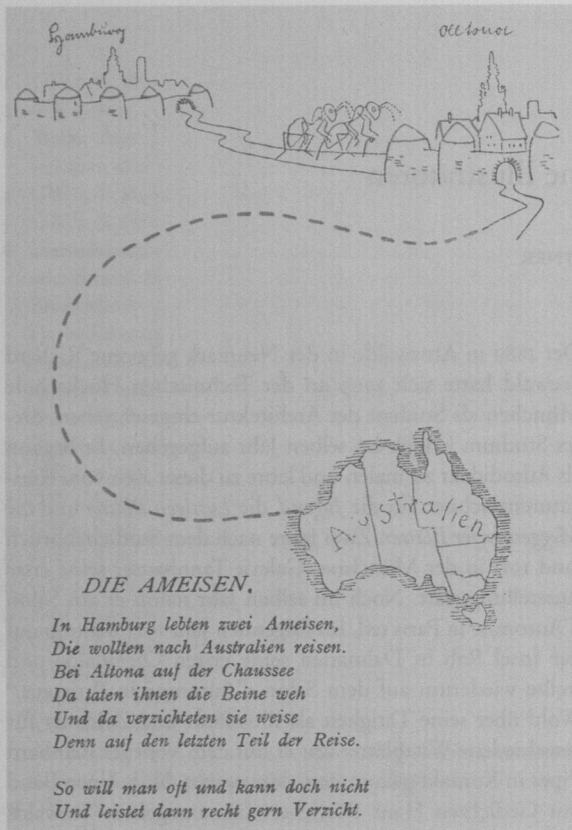 Hamburg
Altona
Australien
DIE AMEISEN.
In Hamburg lebten zwei Ameisen,
Die wollten nach Australien reisen.
Bei Altona auf der Chaussee
Da taten ihnen die Beine weh
Und da verzichteten sie weise
Denn auf den letzten Teil der Reise.
So will man oft und kann doch nicht
Und leistet dann recht gern Verzicht.